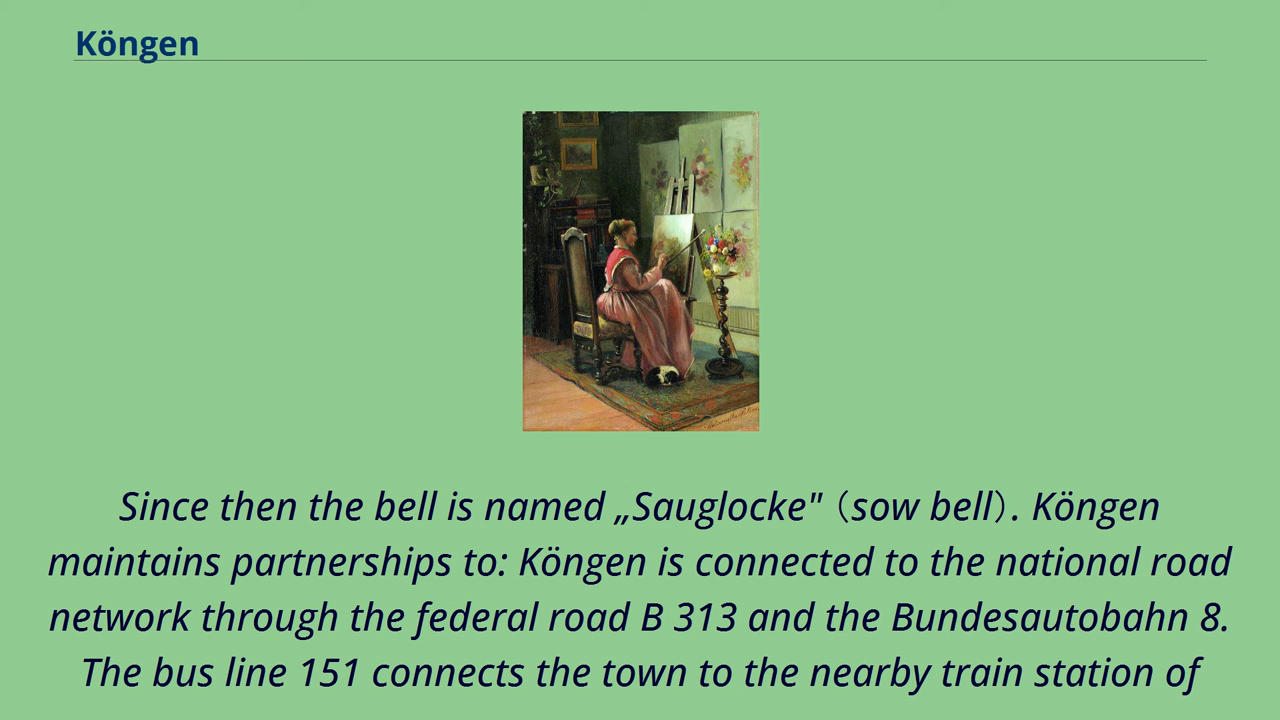 Köngen
Since then the bell is named „Sauglocke" （sow bell）. Köngen
maintains partnerships to: Köngen is connected to the national road
network through the federal road B 313 and the Bundesautobahn 8.
The bus line 151 connects the town to the nearby train station of